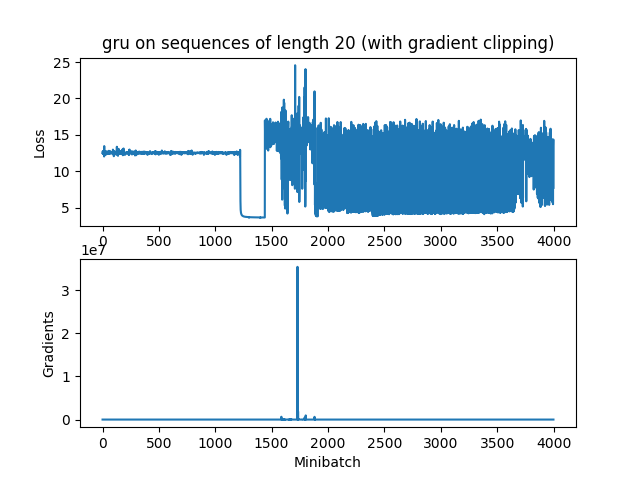 gru on sequences of length 20 (with gradient clipping)
Loss
25
20
15
10
5
0 500 1000 1500 2000 2500 3000 3500 4000
1e7
Gradients
3
2
1
0
0 500 1000 1500 2000 2500 3000 3500 4000
Minibatch